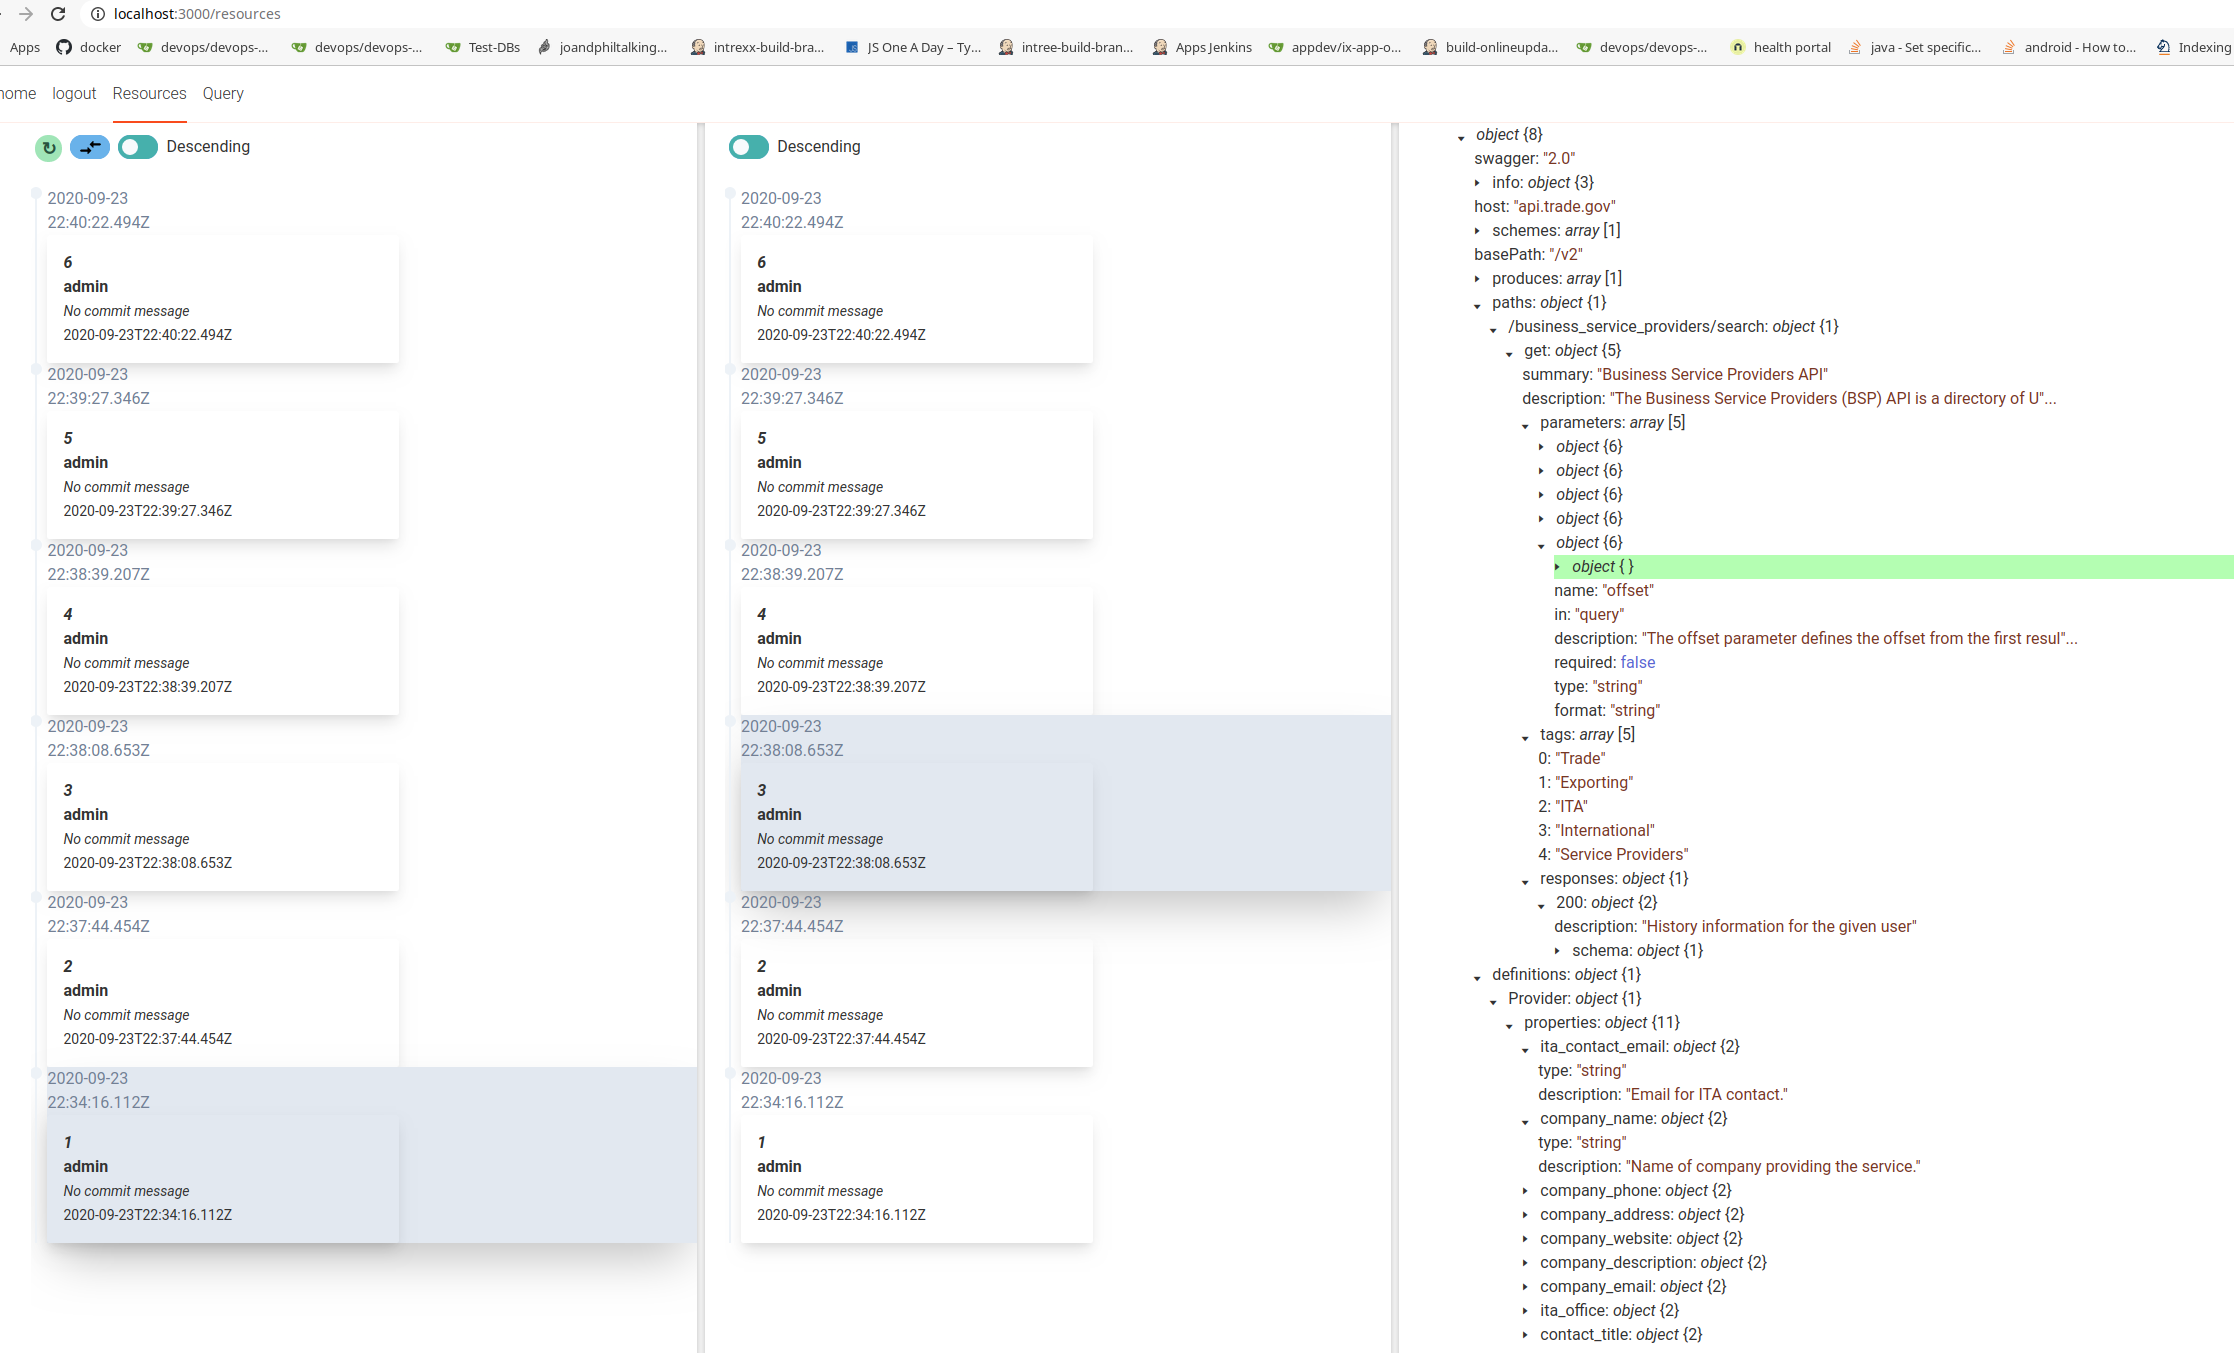 localhost:3000/resources
Apps docker devops/devops-... devops/devops-... Test-DBs joandphiltalking... intrexx-build-bra... JS One A Day – Ty... intree-build-bran... Apps Jenkins appdev/ix-app-o... build-onlineupda... devops/devops-... health portal java - Set specific... android - How to... Indexing
home logout Resources Query
Descending
2020-09-23
22:40:22.494Z
6
admin
No commit message
2020-09-23T22:40:22.494Z
2020-09-23
22:39:27.346Z
5
admin
No commit message
2020-09-23T22:39:27.346Z
2020-09-23
22:38:39.207Z
4
admin
No commit message
2020-09-23T22:38:39.207Z
2020-09-23
22:38:08.653Z
3
admin
No commit message
2020-09-23T22:38:08.653Z
2020-09-23
22:37:44.454Z
2
admin
No commit message
2020-09-23T22:37:44.454Z
2020-09-23
22:34:16.112Z
1
admin
No commit message
2020-09-23T22:34:16.112Z
Descending
2020-09-23
22:40:22.494Z
6
admin
No commit message
2020-09-23T22:40:22.494Z
2020-09-23
22:39:27.346Z
5
admin
No commit message
2020-09-23T22:39:27.346Z
2020-09-23
22:38:39.207Z
4
admin
No commit message
2020-09-23T22:38:39.207Z
2020-09-23
22:38:08.653Z
3
admin
No commit message
2020-09-23T22:38:08.653Z
2020-09-23
22:37:44.454Z
2
admin
No commit message
2020-09-23T22:37:44.454Z
2020-09-23
22:34:16.112Z
1
admin
No commit message
2020-09-23T22:34:16.112Z
object {8}
swagger: "2.0"
info: object {3}
host: "api.trade.gov"
schemes: array [1]
basePath: "/v2"
produces: array [1]
paths: object {1}
/business_service_providers/search: object {1}
get: object {5}
summary: "Business Service Providers API"
description: "The Business Service Providers (BSP) API is a directory of U"...
parameters: array [5]
object {6}
object {6}
object {6}
object {6}
object {6}
object { }
name: "offset"
in: "query"
description: "The offset parameter defines the offset from the first resul"...
required: false
type: "string"
format: "string"
tags: array [5]
0: "Trade"
1: "Exporting"
2: "ITA"
3: "International"
4: "Service Providers"
responses: object {1}
200: object {2}
description: "History information for the given user"
schema: object {1}
definitions: object {1}
Provider: object {1}
properties: object {11}
ita_contact_email: object {2}
type: "string"
description: "Email for ITA contact."
company_name: object {2}
type: "string"
description: "Name of company providing the service."
company_phone: object {2}
company_address: object {2}
company_website: object {2}
company_description: object {2}
company_email: object {2}
ita_office: object {2}
contact_title: object {2}